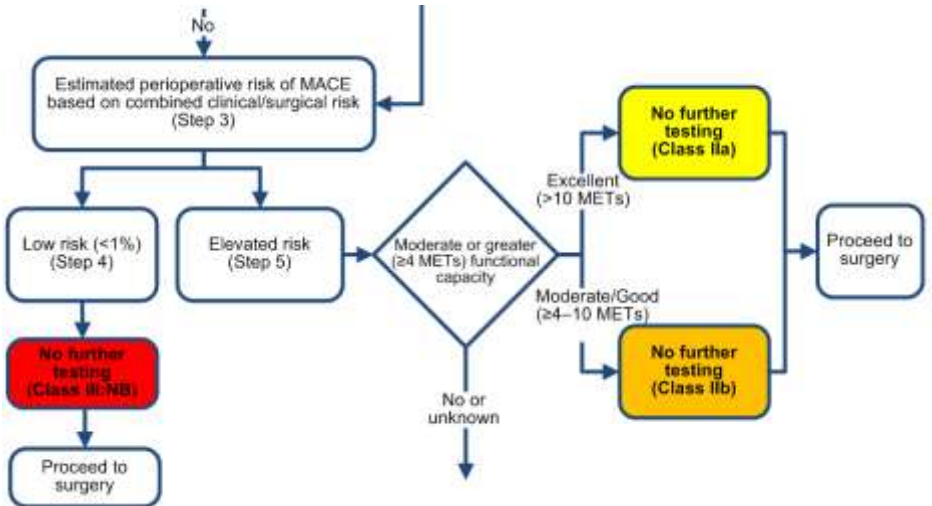 No
Estimated perioperative risk of MACE
based on combined clinical/surgical risk
(Step 3)
Low risk (<1%)
(Step 4)
Elevated risk
(Step 5)
Moderate or greater
(≥4 METs) functional
capacity
Excellent
(>10 METs)
No further
testing
(Class IIa)
Moderate/Good
(≥4–10 METs)
No further
testing
(Class IIb)
Proceed to
surgery
No further
testing
(Class III:NB)
No or
unknown
Proceed to
surgery